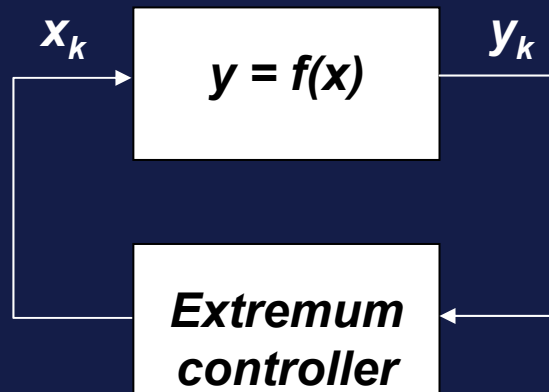 x_k
y_k
y = f(x)
Extremum
controller